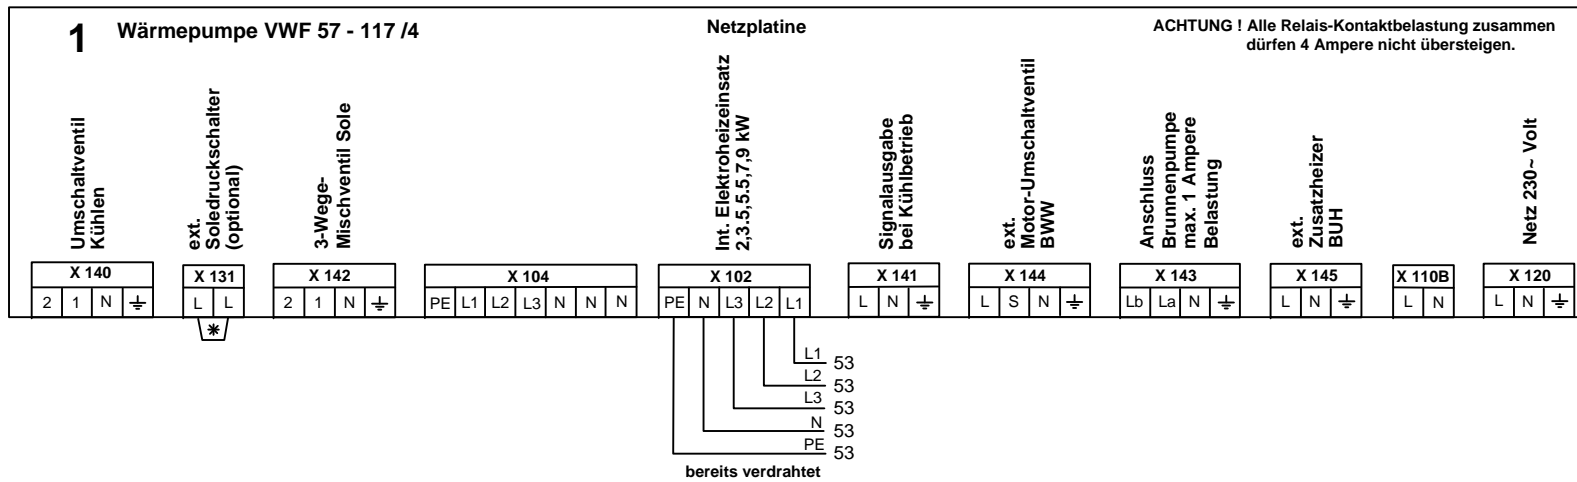 1
Wärmepumpe VWF 57 - 117 /4
Netzplatine
ACHTUNG ! Alle Relais-Kontaktbelastung zusammen
dürfen 4 Ampere nicht übersteigen.
Umschaltventil
Kühlen
ext.
Soledruckschalter
(optional)
3-Wege-
Mischventil Sole
Int. Elektroheizeinsatz
2,3.5,5.5,7,9 kW
Signalausgabe
bei Kühlbetrieb
ext.
Motor-Umschaltventil
BWW
Anschluss
Brunnenpumpe
max. 1 Ampere
Belastung
ext.
Zusatzheizer
BUH
Netz 230~ Volt
X 140
2 1 N
X 131
L L
X 142
2 1 N
X 104
PE L1 L2 L3 N N N
X 102
PE N L3 L2 L1
X 141
L N
X 144
L S N
X 143
Lb La N
X 145
L N
X 110B
L N
X 120
L N
L1 53
L2 53
L3 53
N 53
PE 53
bereits verdrahtet